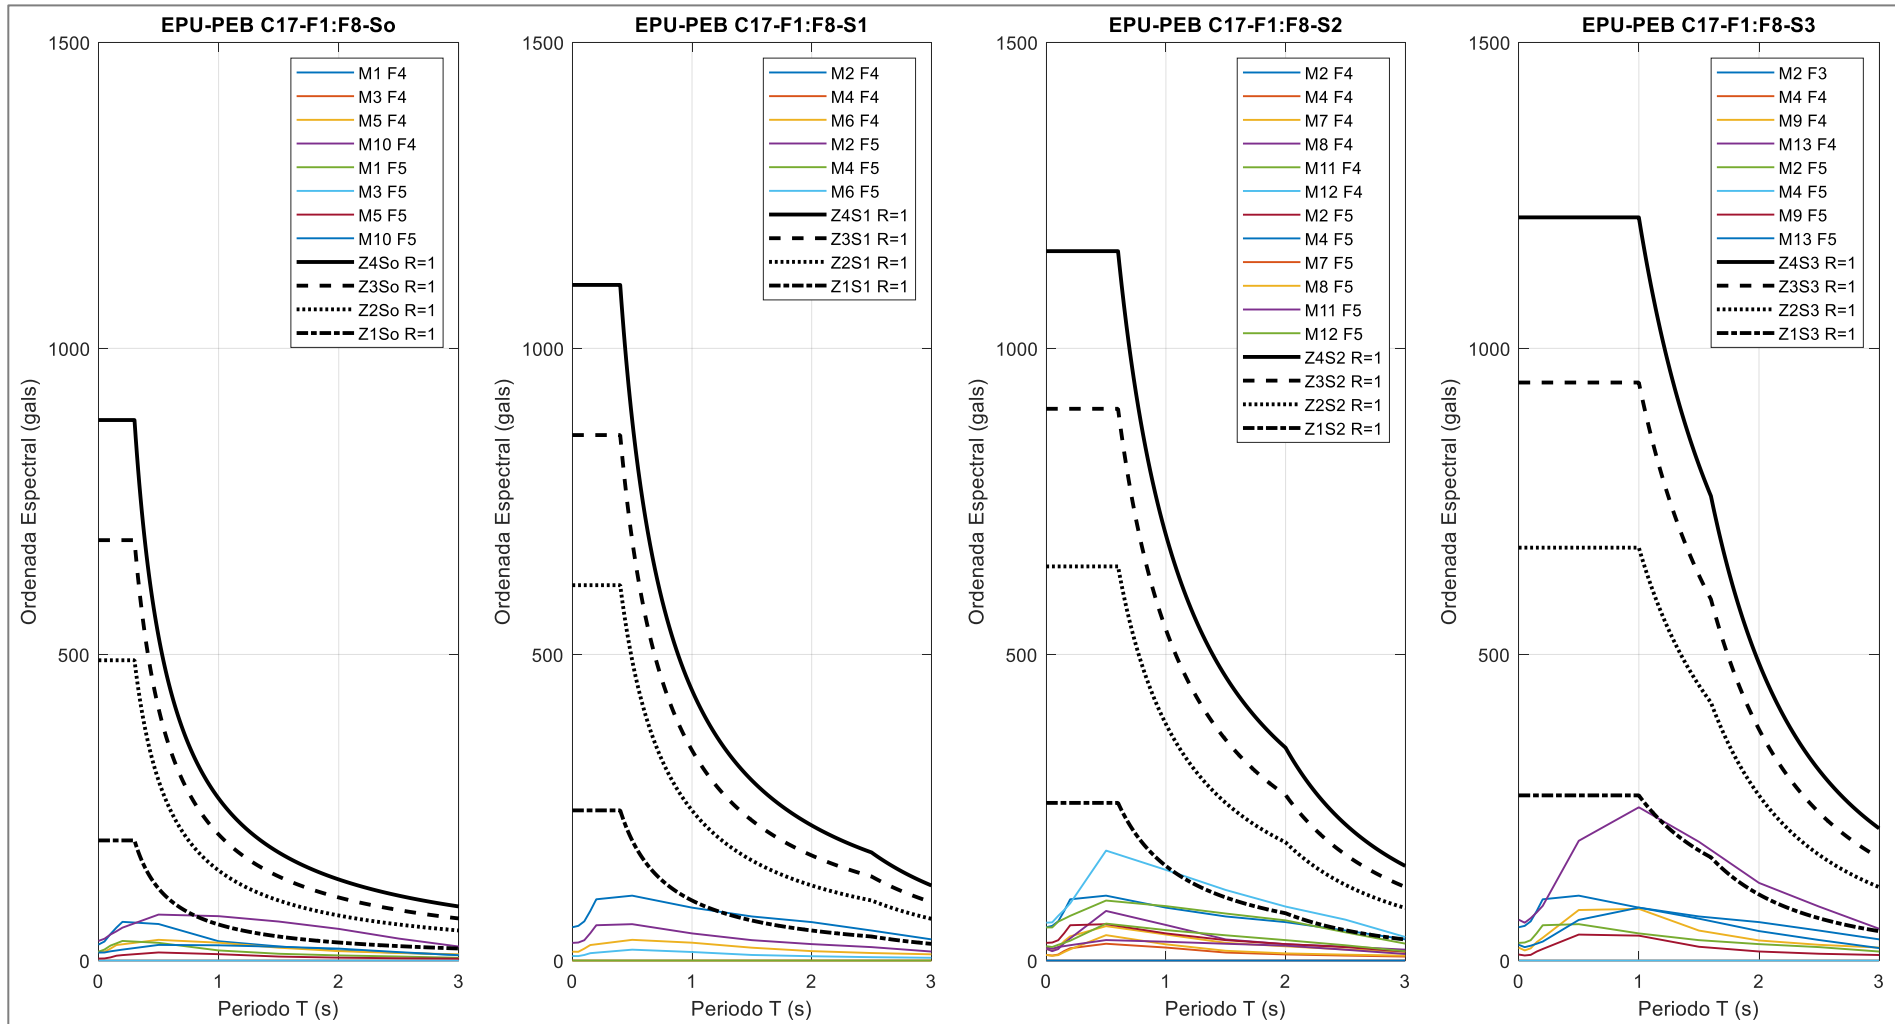 EPU-PEB C17-F1:F8-So
1500
1000
500
0
Ordenada Espectral (gals)
M1 F4
M3 F4
M5 F4
M10 F4
M1 F5
M3 F5
M5 F5
M10 F5
Z4So R=1
Z3So R=1
Z2So R=1
Z1So R=1
0
1
2
3
Periodo T (s)
EPU-PEB C17-F1:F8-S1
1500
1000
500
0
Ordenada Espectral (gals)
M2 F4
M4 F4
M6 F4
M2 F5
M4 F5
M6 F5
Z4S1 R=1
Z3S1 R=1
Z2S1 R=1
Z1S1 R=1
0
1
2
3
Periodo T (s)
EPU-PEB C17-F1:F8-S2
1500
1000
500
0
Ordenada Espectral (gals)
M2 F4
M4 F4
M7 F4
M8 F4
M11 F4
M12 F4
M2 F5
M4 F5
M7 F5
M8 F5
M11 F5
M12 F5
Z4S2 R=1
Z3S2 R=1
Z2S2 R=1
Z1S2 R=1
0
1
2
3
Periodo T (s)
EPU-PEB C17-F1:F8-S3
1500
1000
500
0
Ordenada Espectral (gals)
M2 F3
M4 F4
M9 F4
M13 F4
M2 F5
M4 F5
M9 F5
M13 F5
Z4S3 R=1
Z3S3 R=1
Z2S3 R=1
Z1S3 R=1
0
1
2
3
Periodo T (s)